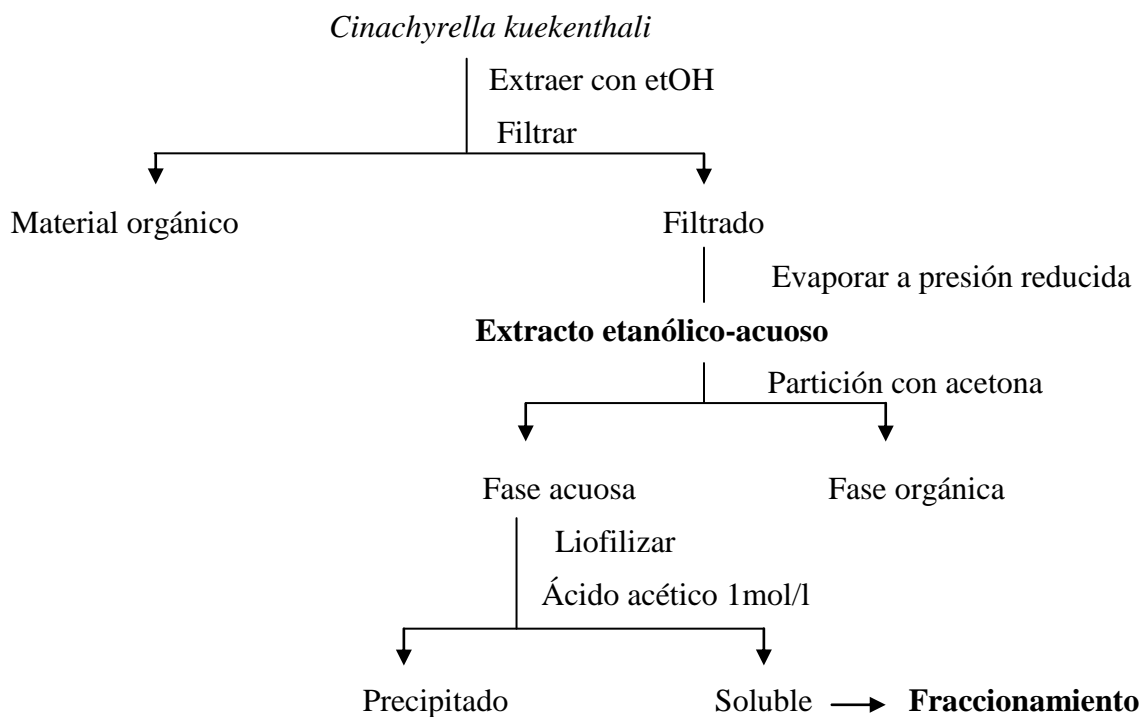 Cinachyrella kuekenthali
Extraer con etOH
Filtrar
Material orgánico
Filtrado
Evaporar a presión reducida
Extracto etanólico-acuoso
Partición con acetona
Fase acuosa
Fase orgánica
Liofilizar
Ácido acético 1mol/l
Precipitado
Soluble
Fraccionamiento